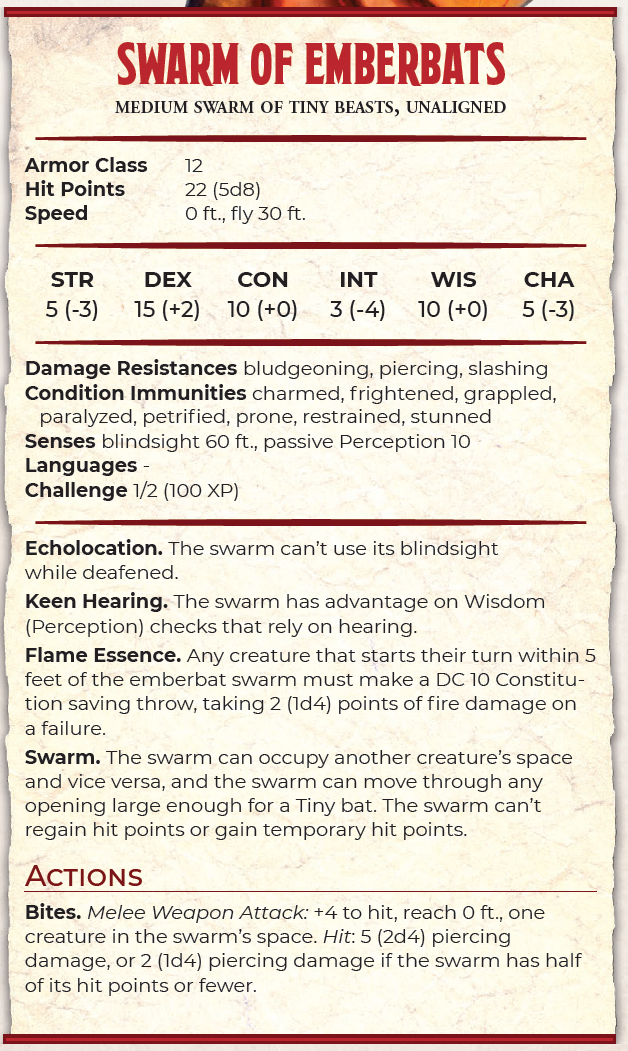 SWARM OF EMBERBATS
MEDIUM SWARM OF TINY BEASTS, UNALIGNED
Armor Class 12
Hit Points 22 (5d8)
Speed 0 ft., fly 30 ft.
STR DEX CON INT WIS CHA
5 (-3) 15 (+2) 10 (+0) 3 (-4) 10 (+0) 5 (-3)
Damage Resistances bludgeoning, piercing, slashing
Condition Immunities charmed, frightened, grappled,
paralyzed, petrified, prone, restrained, stunned
Senses blindsight 60 ft., passive Perception 10
Languages -
Challenge 1/2 (100 XP)
Echolocation. The swarm can’t use its blindsight
while deafened.
Keen Hearing. The swarm has advantage on Wisdom
(Perception) checks that rely on hearing.
Flame Essence. Any creature that starts their turn within 5
feet of the emberbat swarm must make a DC 10 Constitu-
tion saving throw, taking 2 (1d4) points of fire damage on
a failure.
Swarm. The swarm can occupy another creature’s space
and vice versa, and the swarm can move through any
opening large enough for a Tiny bat. The swarm can’t
regain hit points or gain temporary hit points.
ACTIONS
Bites. Melee Weapon Attack: +4 to hit, reach 0 ft., one
creature in the swarm’s space. Hit: 5 (2d4) piercing
damage, or 2 (1d4) piercing damage if the swarm has half
of its hit points or fewer.